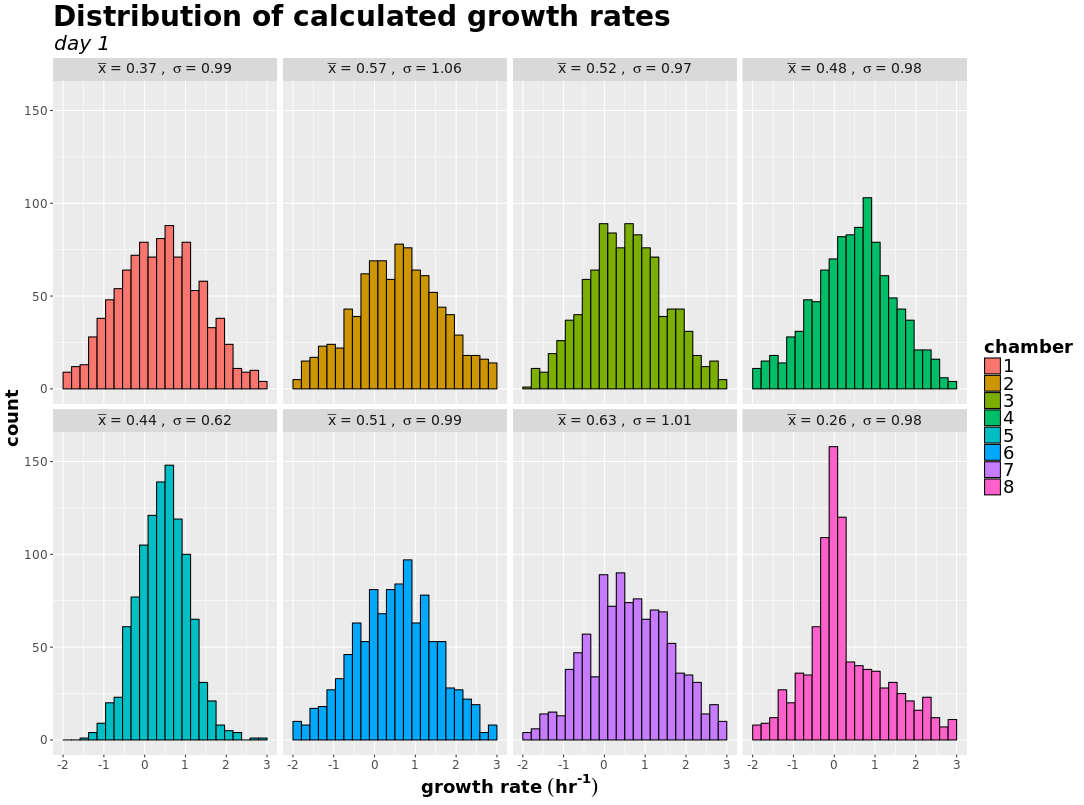 Distribution of calculated growth rates
day 1
x̅ = 0.37 , σ = 0.99
x̅ = 0.57 , σ = 1.06
x̅ = 0.52 , σ = 0.97
x̅ = 0.48 , σ = 0.98
150
100
50
0
count
x̅ = 0.44 , σ = 0.62
x̅ = 0.51 , σ = 0.99
x̅ = 0.63 , σ = 1.01
x̅ = 0.26 , σ = 0.98
150
100
50
0
-2 -1 0 1 2 3
-2 -1 0 1 2 3
-2 -1 0 1 2 3
-2 -1 0 1 2 3
growth rate (hr⁻¹)
chamber
1
2
3
4
5
6
7
8